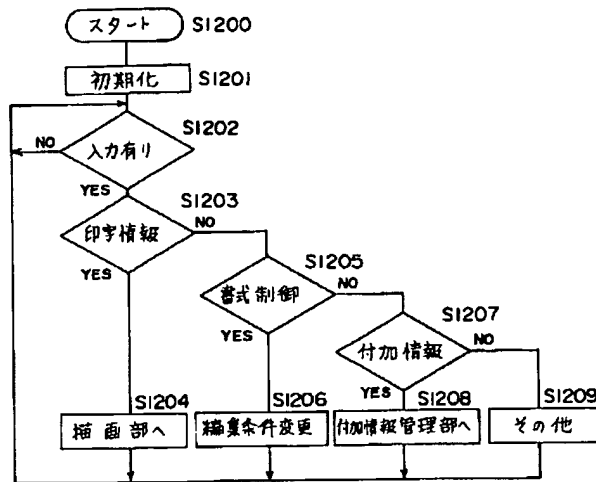 スタート S1200
初期化 S1201
S1202
入力有り
NO
YES
S1203
印字情報
NO
YES
S1205
書式制御
NO
YES
S1207
付加情報
NO
YES
S1204
描画部へ
S1206
編集条件変更
S1208
付加情報管理部へ
S1209
その他